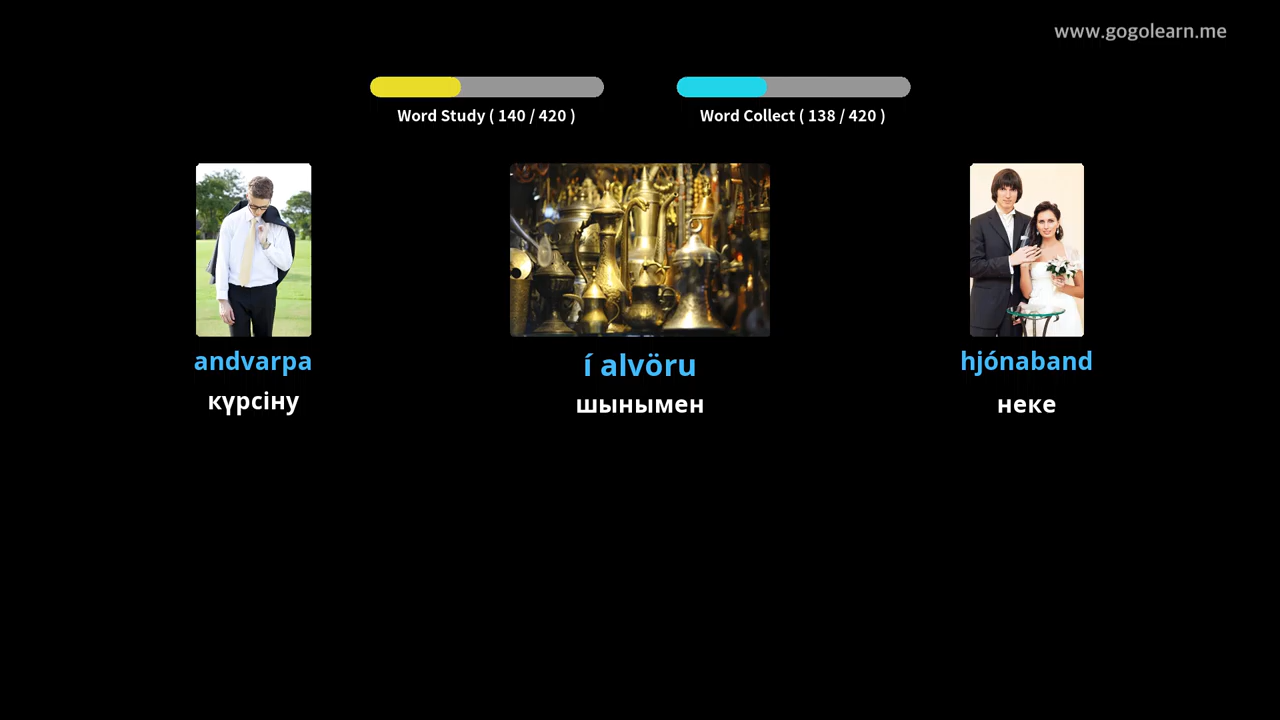 www.gogolearn.me
Word Study ( 140 / 420 )
Word Collect ( 138 / 420 )
andvarpa
күрсіну
í alvöru
шынымен
hjónaband
неке